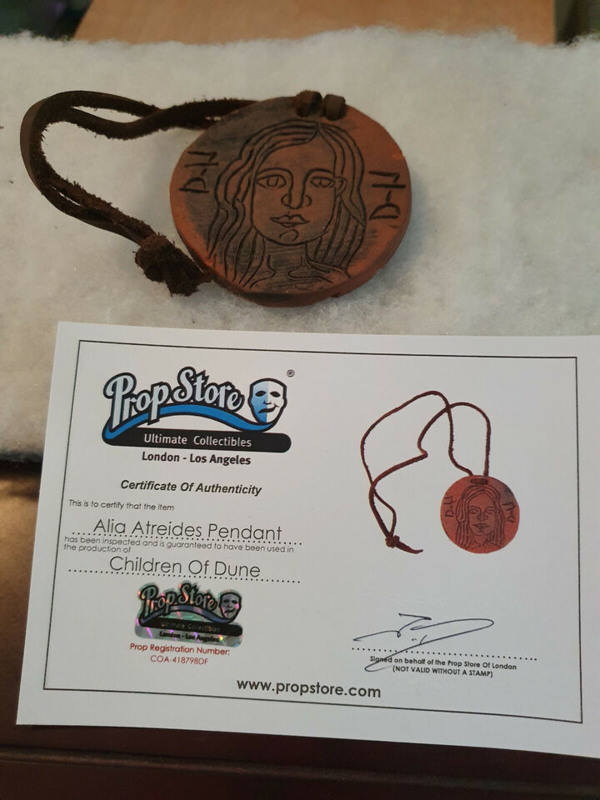 Prop Store ®
Ultimate Collectibles
London - Los Angeles
Certificate Of Authenticity
This is to certify that the item
Alia Atreides Pendant
has been inspected and is guaranteed to have been used in
the production of
Children Of Dune
Prop Store
Ultimate Collectibles
London - Los Angeles
Prop Registration Number:
COA-418798DF
Signed on behalf of the Prop Store Of London
(NOT VALID WITHOUT A STAMP)
www.propstore.com